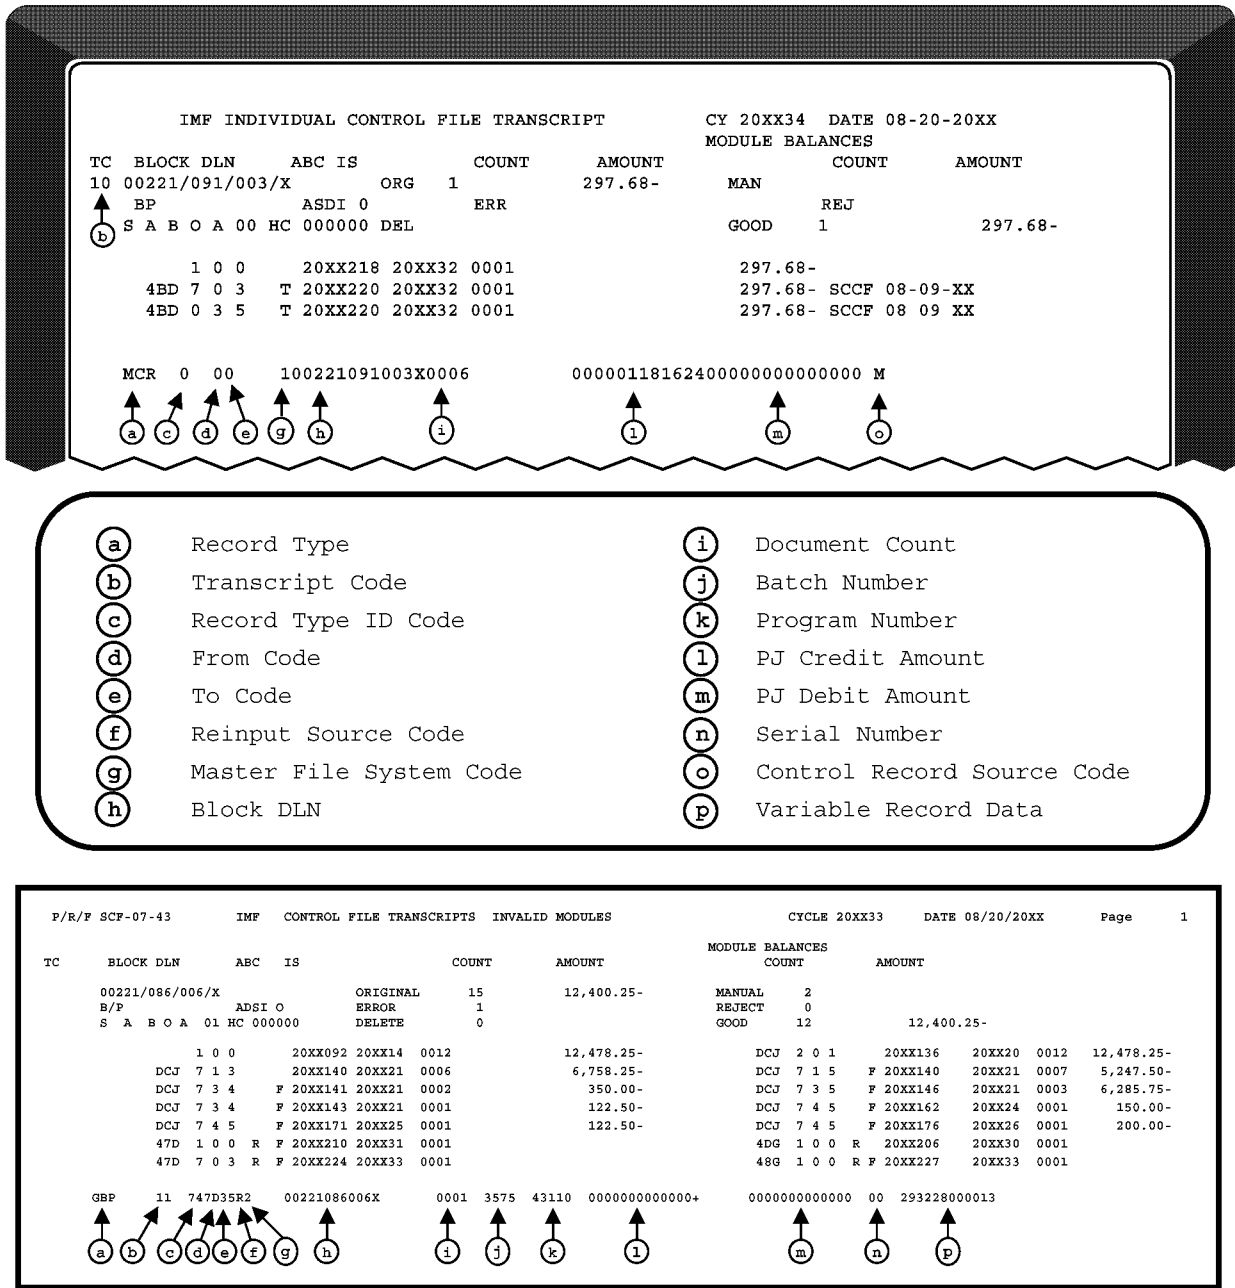 IMF INDIVIDUAL CONTROL FILE TRANSCRIPT CY 20XX34 DATE 08-20-20XX
MODULE BALANCES
TC BLOCK DLN ABC IS COUNT AMOUNT COUNT AMOUNT
10 00221/091/003/X ORG 1 297.68- MAN
BP ASDI 0 ERR REJ
S A B O A 00 HC 000000 DEL GOOD 1 297.68-
b
1 0 0 20XX218 20XX32 0001 297.68-
4BD 7 0 3 T 20XX220 20XX32 0001 297.68- SCCF 08-09-XX
4BD 0 3 5 T 20XX220 20XX32 0001 297.68- SCCF 08 09 XX
MCR 0 00 100221091003X0006 00000118162400000000000000 M
a c d e g h i l m o
a Record Type i Document Count
b Transcript Code j Batch Number
c Record Type ID Code k Program Number
d From Code l PJ Credit Amount
e To Code m PJ Debit Amount
f Reinput Source Code n Serial Number
g Master File System Code o Control Record Source Code
h Block DLN p Variable Record Data
P/R/F SCF-07-43 IMF CONTROL FILE TRANSCRIPTS INVALID MODULES CYCLE 20XX33 DATE 08/20/20XX Page 1
MODULE BALANCES
TC BLOCK DLN ABC IS COUNT AMOUNT COUNT AMOUNT
00221/086/006/X ORIGINAL 15 12,400.25- MANUAL 2
B/P ADSI O ERROR 1 REJECT 0
S A B O A 01 HC 000000 DELETE 0 GOOD 12 12,400.25-
1 0 0 20XX092 20XX14 0012 12,478.25- DCJ 2 0 1 20XX136 20XX20 0012 12,478.25-
DCJ 7 1 3 20XX140 20XX21 0006 6,758.25- DCJ 7 1 5 F 20XX140 20XX21 0007 5,247.50-
DCJ 7 3 4 F 20XX141 20XX21 0002 350.00- DCJ 7 3 5 F 20XX146 20XX21 0003 6,285.75-
DCJ 7 3 4 F 20XX143 20XX21 0001 122.50- DCJ 7 4 5 F 20XX162 20XX24 0001 150.00-
DCJ 7 4 5 F 20XX171 20XX25 0001 122.50- DCJ 7 4 5 F 20XX176 20XX26 0001 200.00-
47D 1 0 0 R F 20XX210 20XX31 0001 4DG 1 0 0 R 20XX206 20XX30 0001
47D 7 0 3 R F 20XX224 20XX33 0001 48G 1 0 0 R F 20XX227 20XX33 0001
GBP 11 747D35R2 00221086006X 0001 3575 43110 0000000000000+ 0000000000000 00 293228000013
a b c d e f g h i j k l m n p